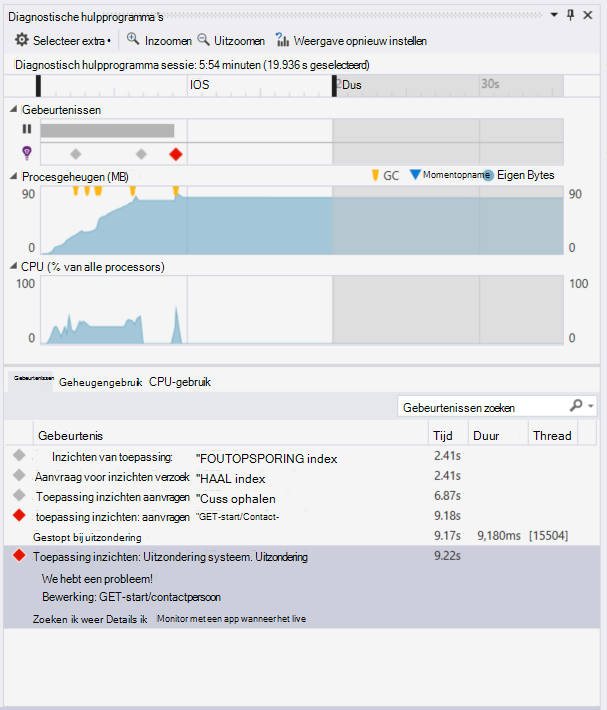 Diagnostische hulpprogramma's
Selecteer extra • Inzoomen Uitzoomen Weergave opnieuw instellen
Diagnostisch hulpprogramma sessie: 5:54 minuten (19.936 s geselecteerd)
IOS Dus 30s
Gebeurtenissen
Procesgeheugen (MB) GC Momentopname Eigen Bytes
90 90
0 0
CPU (% van alle processors)
100 100
0 0
Gebeurtenissen Geheugengebruik CPU-gebruik
Gebeurtenissen zoeken
Gebeurtenis Tijd Duur Thread
Inzichten van toepassing: "FOUTOPSPORING index 2.41s
Aanvraag voor inzichten verzoek "HAAL index 2.41s
Toepassing inzichten aanvragen "Cuss ophalen 6.87s
toepassing inzichten: aanvragen "GET-start/Contact- 9.18s
Gestopt bij uitzondering 9.17s 9,180ms [15504]
Toepassing inzichten: Uitzondering systeem. Uitzondering 9.22s
We hebt een probleem!
Bewerking: GET-start/contactpersoon
Zoeken ik weer Details ik Monitor met een app wanneer het live